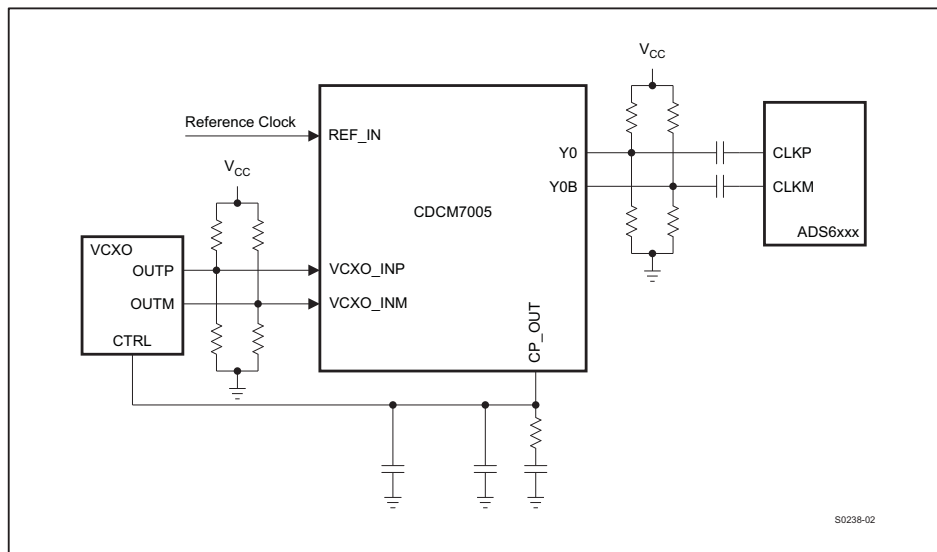 V_CC
Reference Clock
REF_IN
Y0
CLKP
V_CC
Y0B
CLKM
CDCM7005
ADS6xxx
VCXO
OUTP
VCXO_INP
OUTM
VCXO_INM
CTRL
CP_OUT
S0238-02